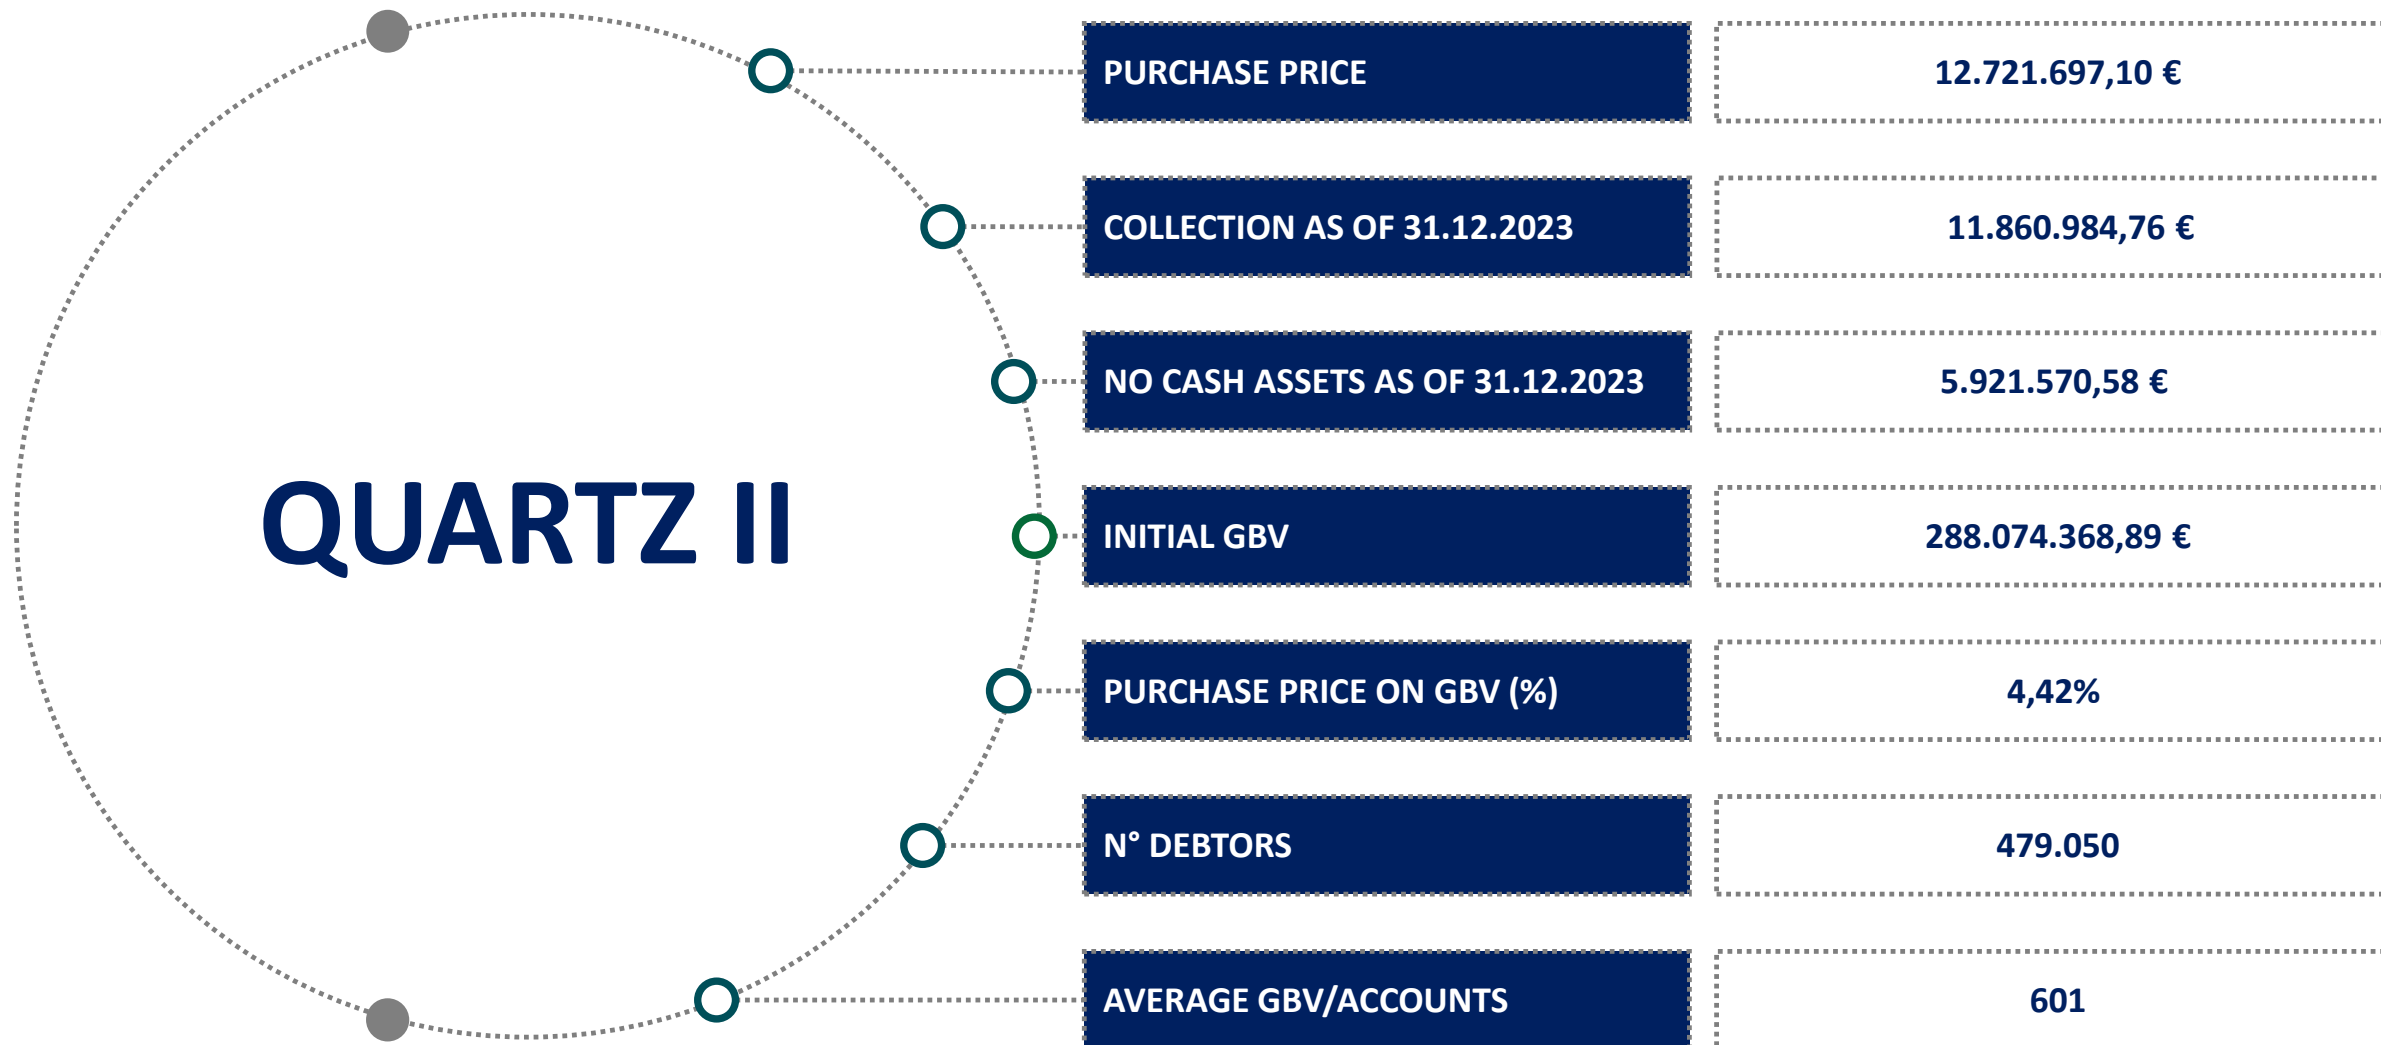 QUARTZ II
PURCHASE PRICE
12.721.697,10 €
COLLECTION AS OF 31.12.2023
11.860.984,76 €
NO CASH ASSETS AS OF 31.12.2023
5.921.570,58 €
INITIAL GBV
288.074.368,89 €
PURCHASE PRICE ON GBV (%)
4,42%
N° DEBTORS
479.050
AVERAGE GBV/ACCOUNTS
601